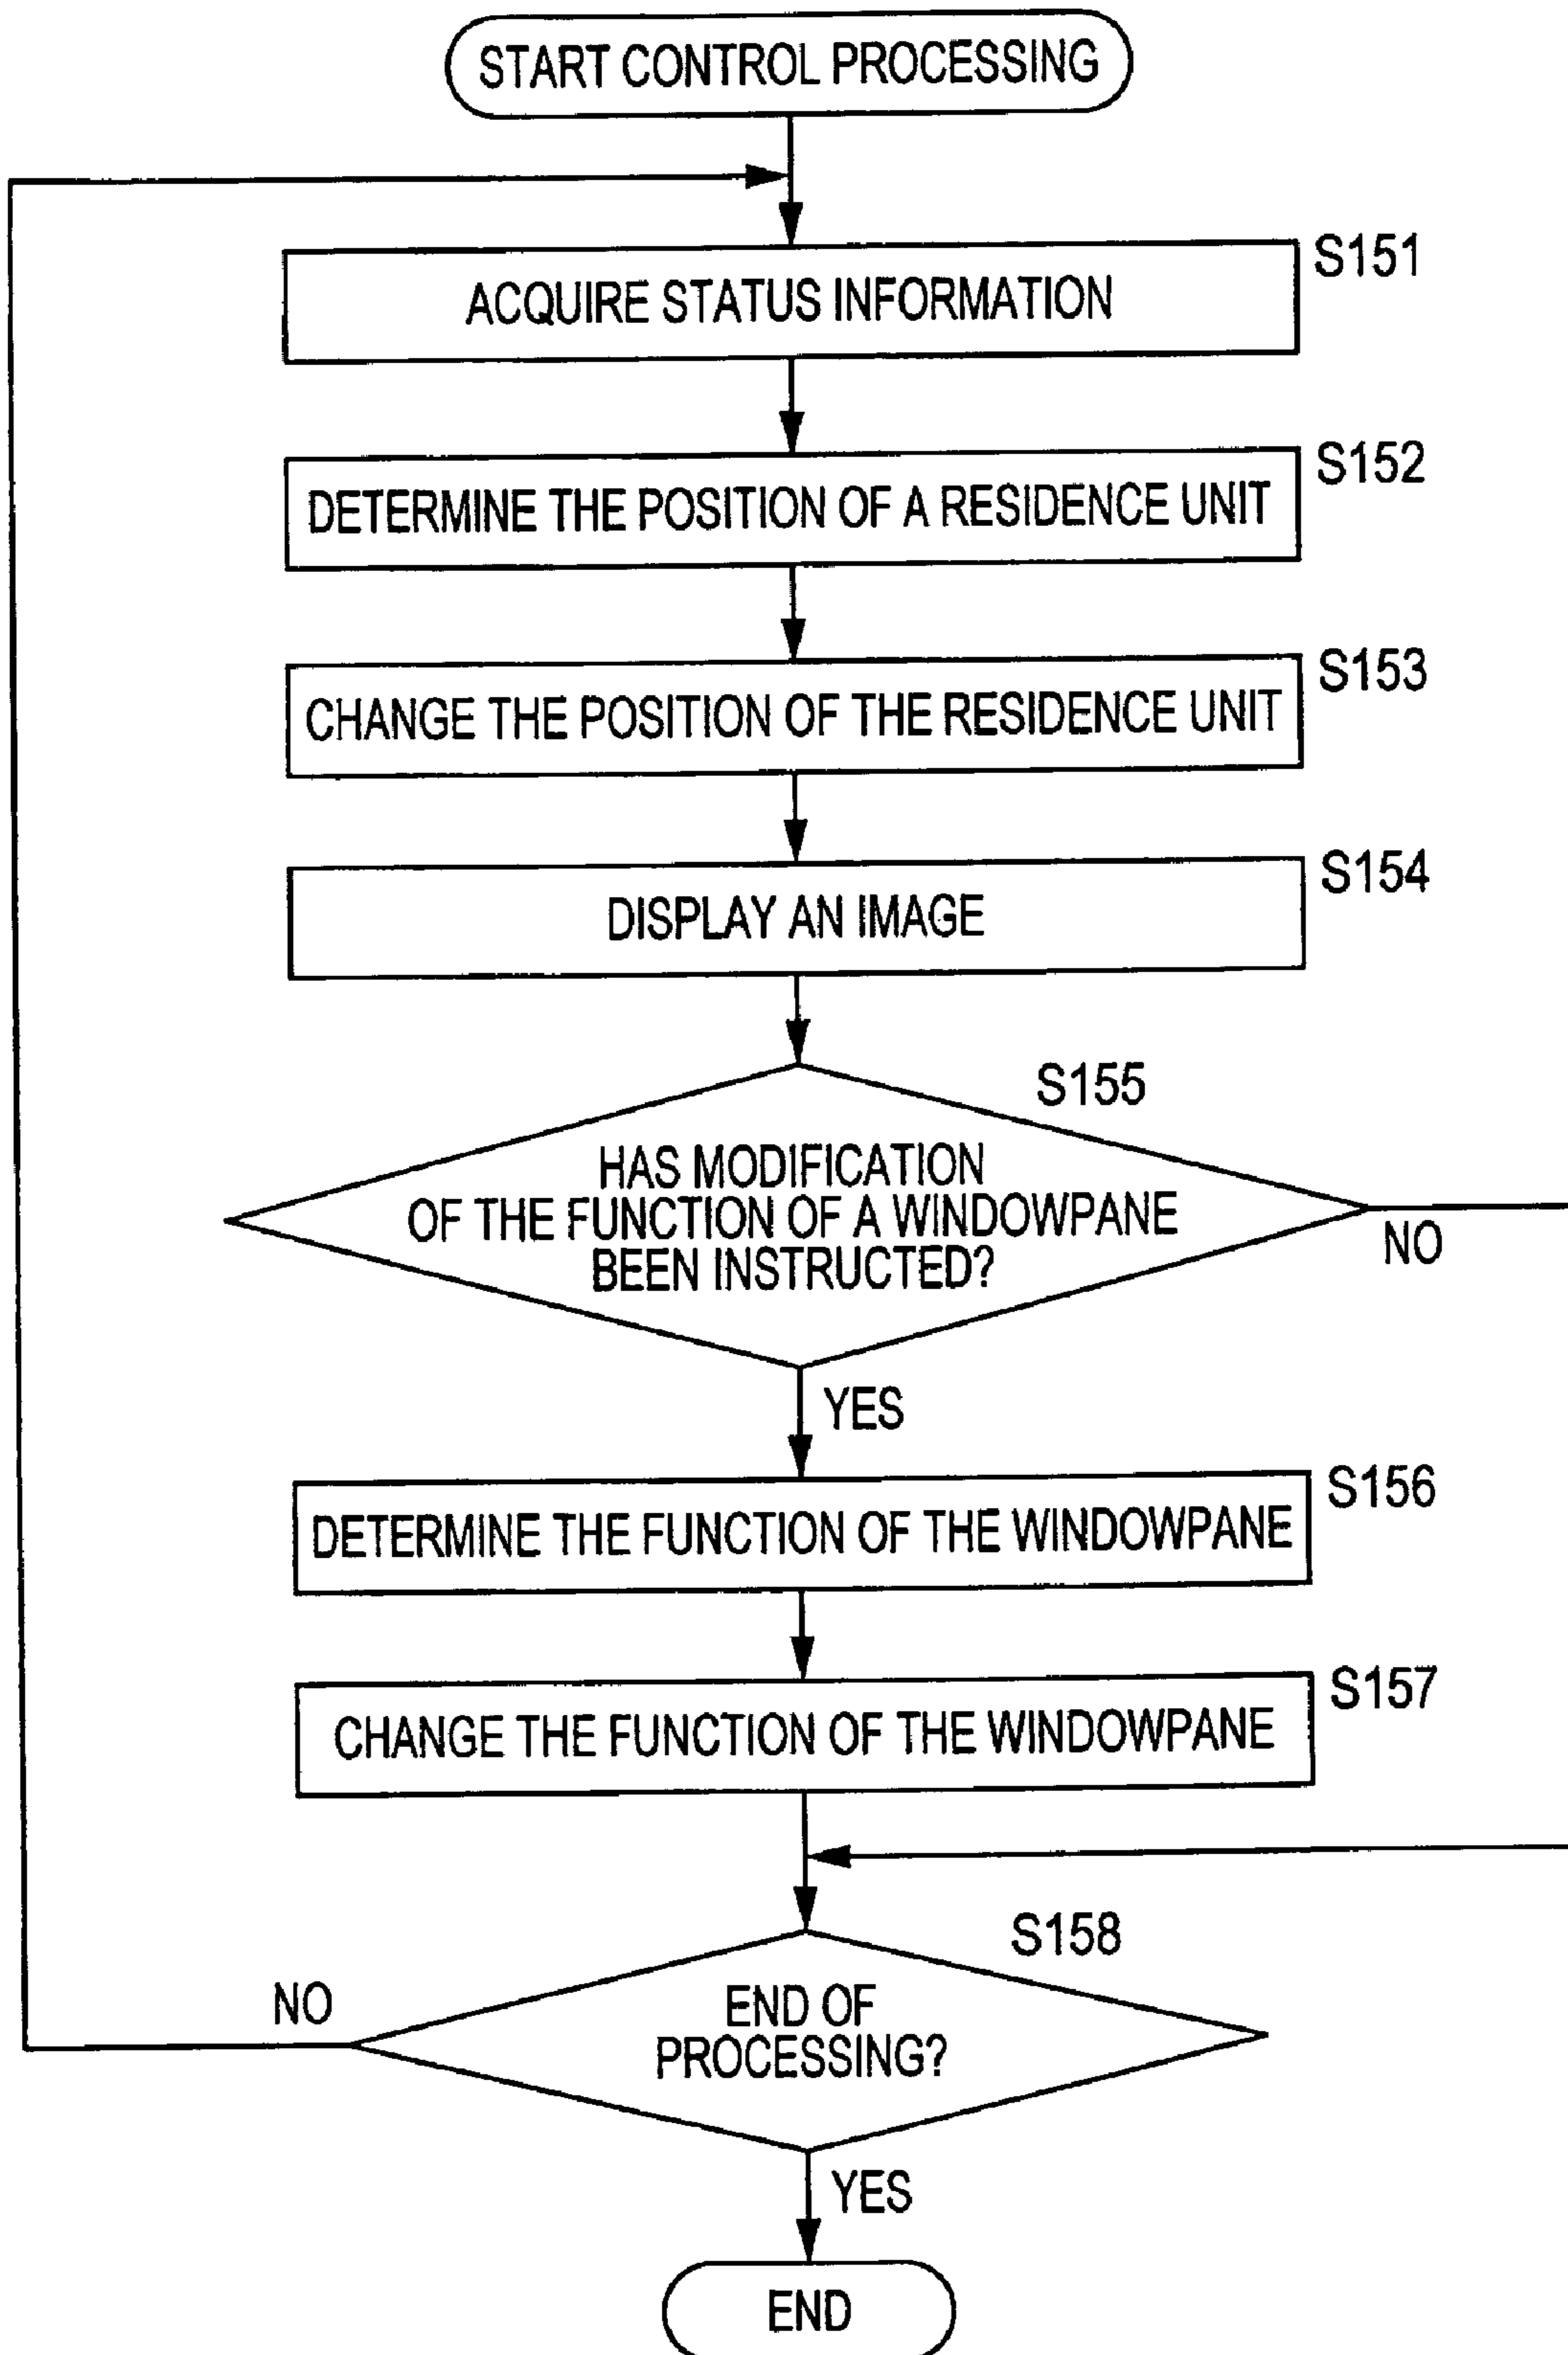 START CONTROL PROCESSING
S151
ACQUIRE STATUS INFORMATION
S152
DETERMINE THE POSITION OF A RESIDENCE UNIT
S153
CHANGE THE POSITION OF THE RESIDENCE UNIT
S154
DISPLAY AN IMAGE
S155
HAS MODIFICATION
OF THE FUNCTION OF A WINDOWPANE
BEEN INSTRUCTED?
NO
YES
S156
DETERMINE THE FUNCTION OF THE WINDOWPANE
S157
CHANGE THE FUNCTION OF THE WINDOWPANE
S158
NO
END OF
PROCESSING?
YES
END